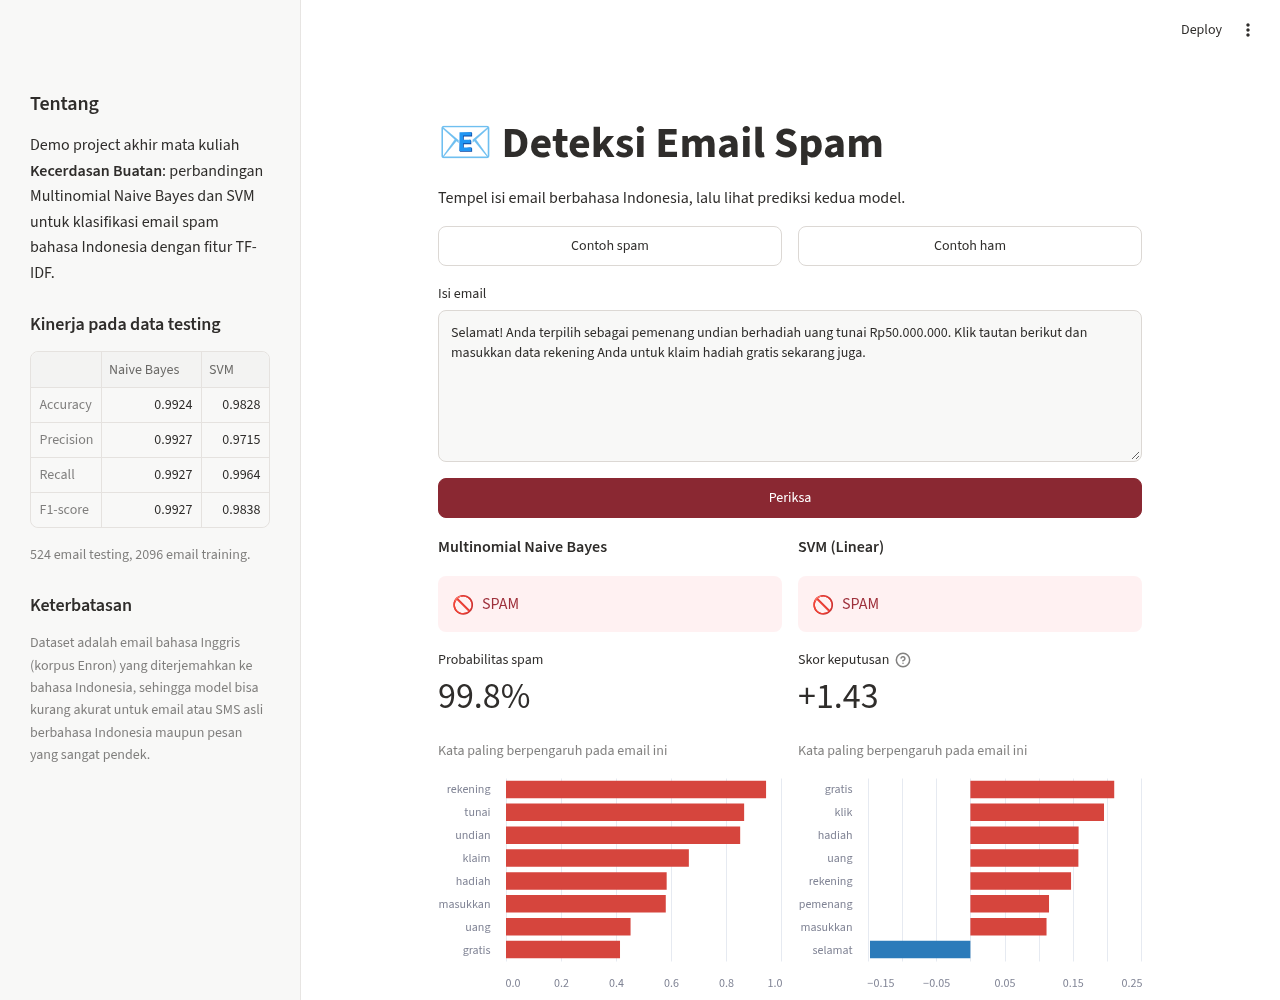 Deploy
Tentang
Demo project akhir mata kuliah
Kecerdasan Buatan: perbandingan
Multinomial Naive Bayes dan SVM
untuk klasifikasi email spam
bahasa Indonesia dengan fitur TF-
IDF.
Kinerja pada data testing
Naive Bayes SVM
Accuracy 0.9924 0.9828
Precision 0.9927 0.9715
Recall 0.9927 0.9964
F1-score 0.9927 0.9838
524 email testing, 2096 email training.
Keterbatasan
Dataset adalah email bahasa Inggris
(korpus Enron) yang diterjemahkan ke
bahasa Indonesia, sehingga model bisa
kurang akurat untuk email atau SMS asli
berbahasa Indonesia maupun pesan
yang sangat pendek.
📧 Deteksi Email Spam
Tempel isi email berbahasa Indonesia, lalu lihat prediksi kedua model.
Contoh spam Contoh ham
Isi email
Selamat! Anda terpilih sebagai pemenang undian berhadiah uang tunai Rp50.000.000. Klik tautan berikut dan
masukkan data rekening Anda untuk klaim hadiah gratis sekarang juga.
Periksa
Multinomial Naive Bayes
🚫 SPAM
Probabilitas spam
99.8%
Kata paling berpengaruh pada email ini
rekening
tunai
undian
klaim
hadiah
masukkan
uang
gratis
0.0 0.2 0.4 0.6 0.8 1.0
SVM (Linear)
🚫 SPAM
Skor keputusan
+1.43
Kata paling berpengaruh pada email ini
gratis
klik
hadiah
uang
rekening
pemenang
masukkan
selamat
−0.15 −0.05 0.05 0.15 0.25